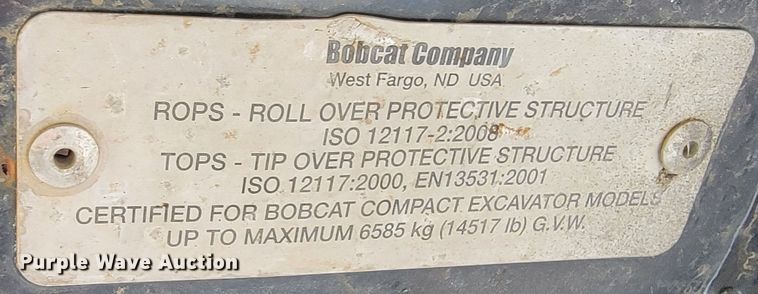 Bobcat Company
West Fargo, ND USA
ROPS - ROLL OVER PROTECTIVE STRUCTURE
ISO 12117-2:2008
TOPS - TIP OVER PROTECTIVE STRUCTURE
ISO 12117:2000, EN13531:2001
CERTIFIED FOR BOBCAT COMPACT EXCAVATOR MODELS
UP TO MAXIMUM 6585 kg (14517 lb) G.V.W.
Purple Wave Auction